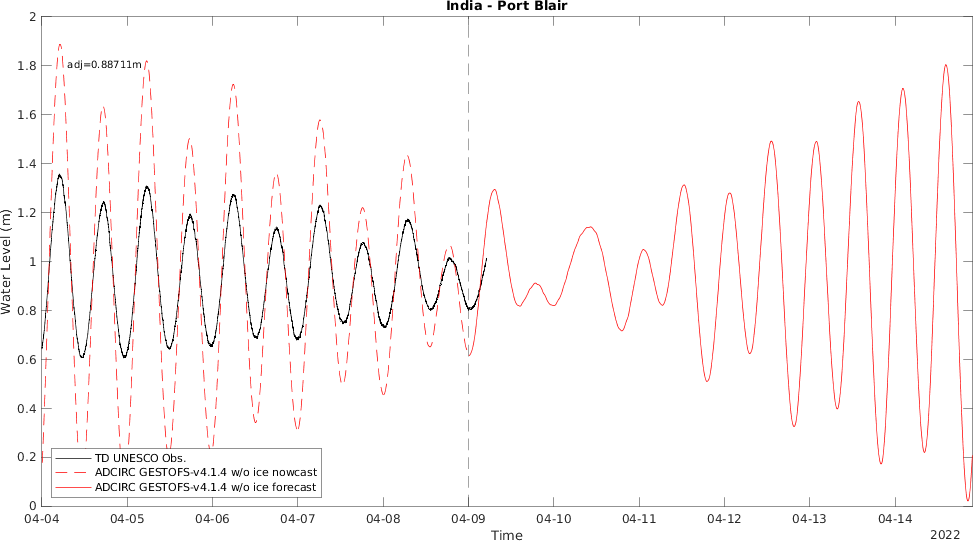 India - Port Blair
2
1.8
1.6
1.4
1.2
1
0.8
0.6
0.4
0.2
0
Water Level (m)
adj=0.88711m
TD UNESCO Obs.
ADCIRC GESTOFS-v4.1.4 w/o ice nowcast
ADCIRC GESTOFS-v4.1.4 w/o ice forecast
04-04 04-05 04-06 04-07 04-08 04-09 04-10 04-11 04-12 04-13 04-14
Time
2022